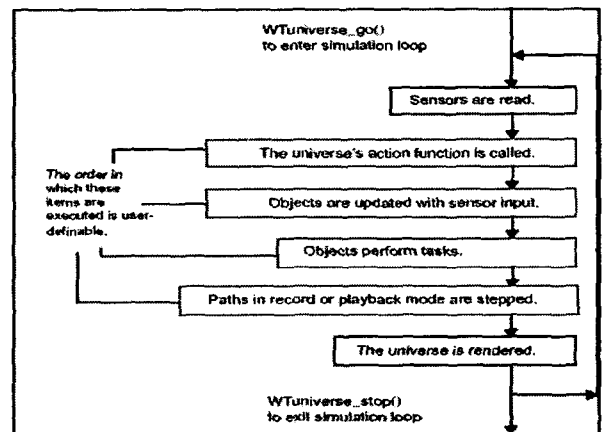 WTuniverse_go()
to enter simulation loop
Sensors are read.
The universe's action function is called.
The order in
which these
items are
executed is user-
definable.
Objects are updated with sensor input.
Objects perform tasks.
Paths in record or playback mode are stepped.
The universe is rendered.
WTuniverse_stop()
to exit simulation loop